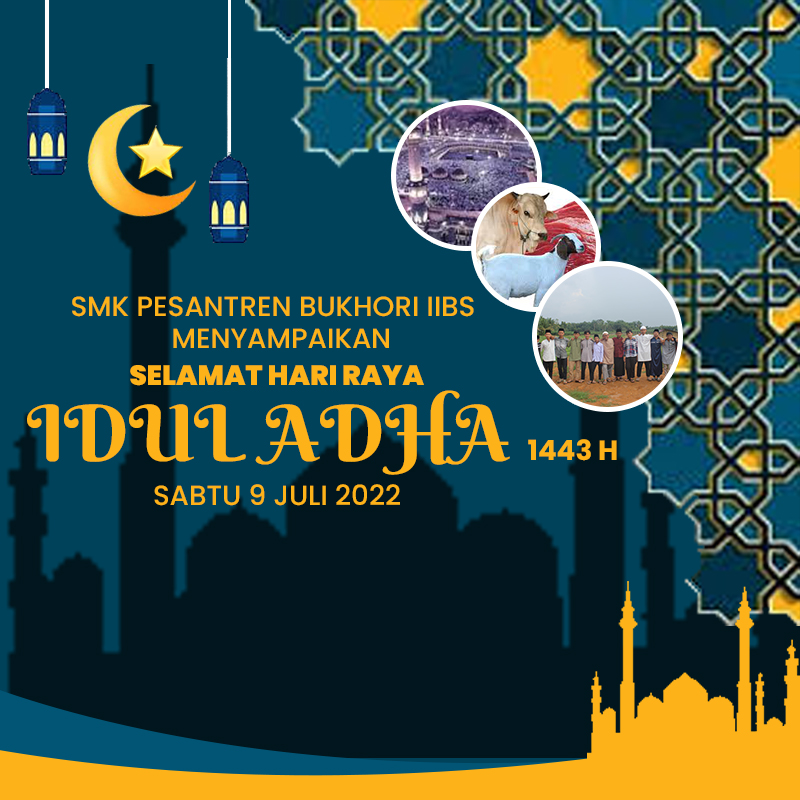 SMK PESANTREN BUKHORI IIBS
MENYAMPAIKAN
SELAMAT HARI RAYA
IDUL ADHA 1443 H
SABTU 9 JULI 2022